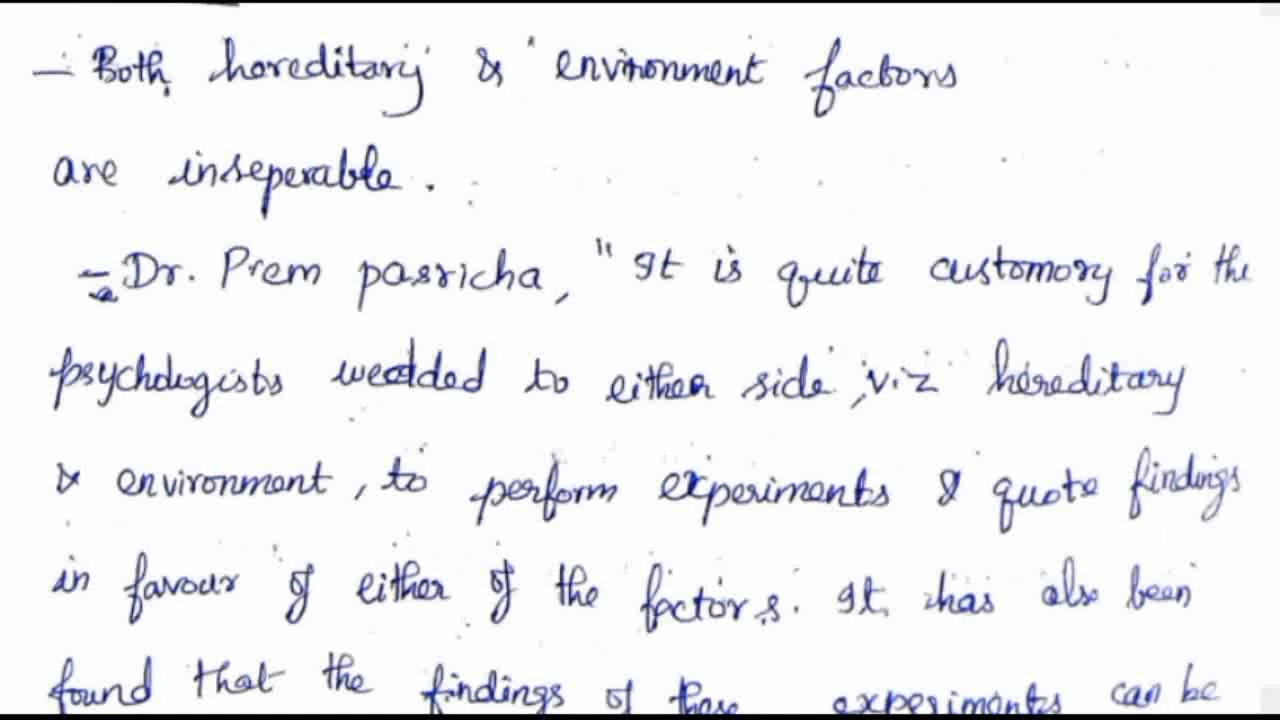 - Both hereditary & environment factors
are inseperable.
- Dr. Prem pasricha, "It is quite customory for the
psychologists wedded to either side, viz hereditary
& environment, to perform experiments & quote findings
in favour of either of the factors. It has also been
found that the findings of these experiments can be